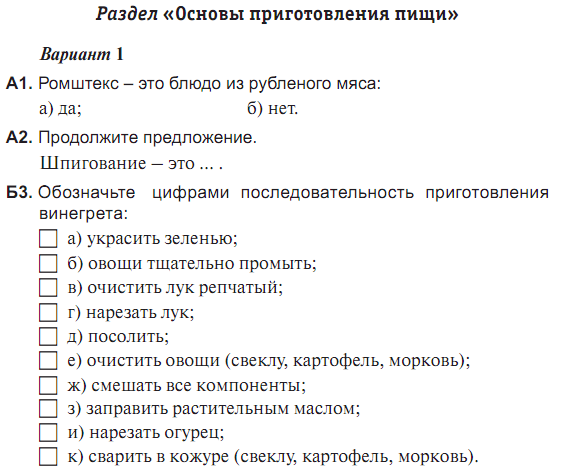 Раздел «Основы приготовления пищи»
Вариант 1
А1. Ромштекс – это блюдо из рубленого мяса:
а) да; б) нет.
А2. Продолжите предложение.
Шпигование – это ... .
Б3. Обозначьте цифрами последовательность приготовления
винегрета:
а) украсить зеленью;
б) овощи тщательно промыть;
в) очистить лук репчатый;
г) нарезать лук;
д) посолить;
е) очистить овощи (свеклу, картофель, морковь);
ж) смешать все компоненты;
з) заправить растительным маслом;
и) нарезать огурец;
к) сварить в кожуре (свеклу, картофель, морковь).